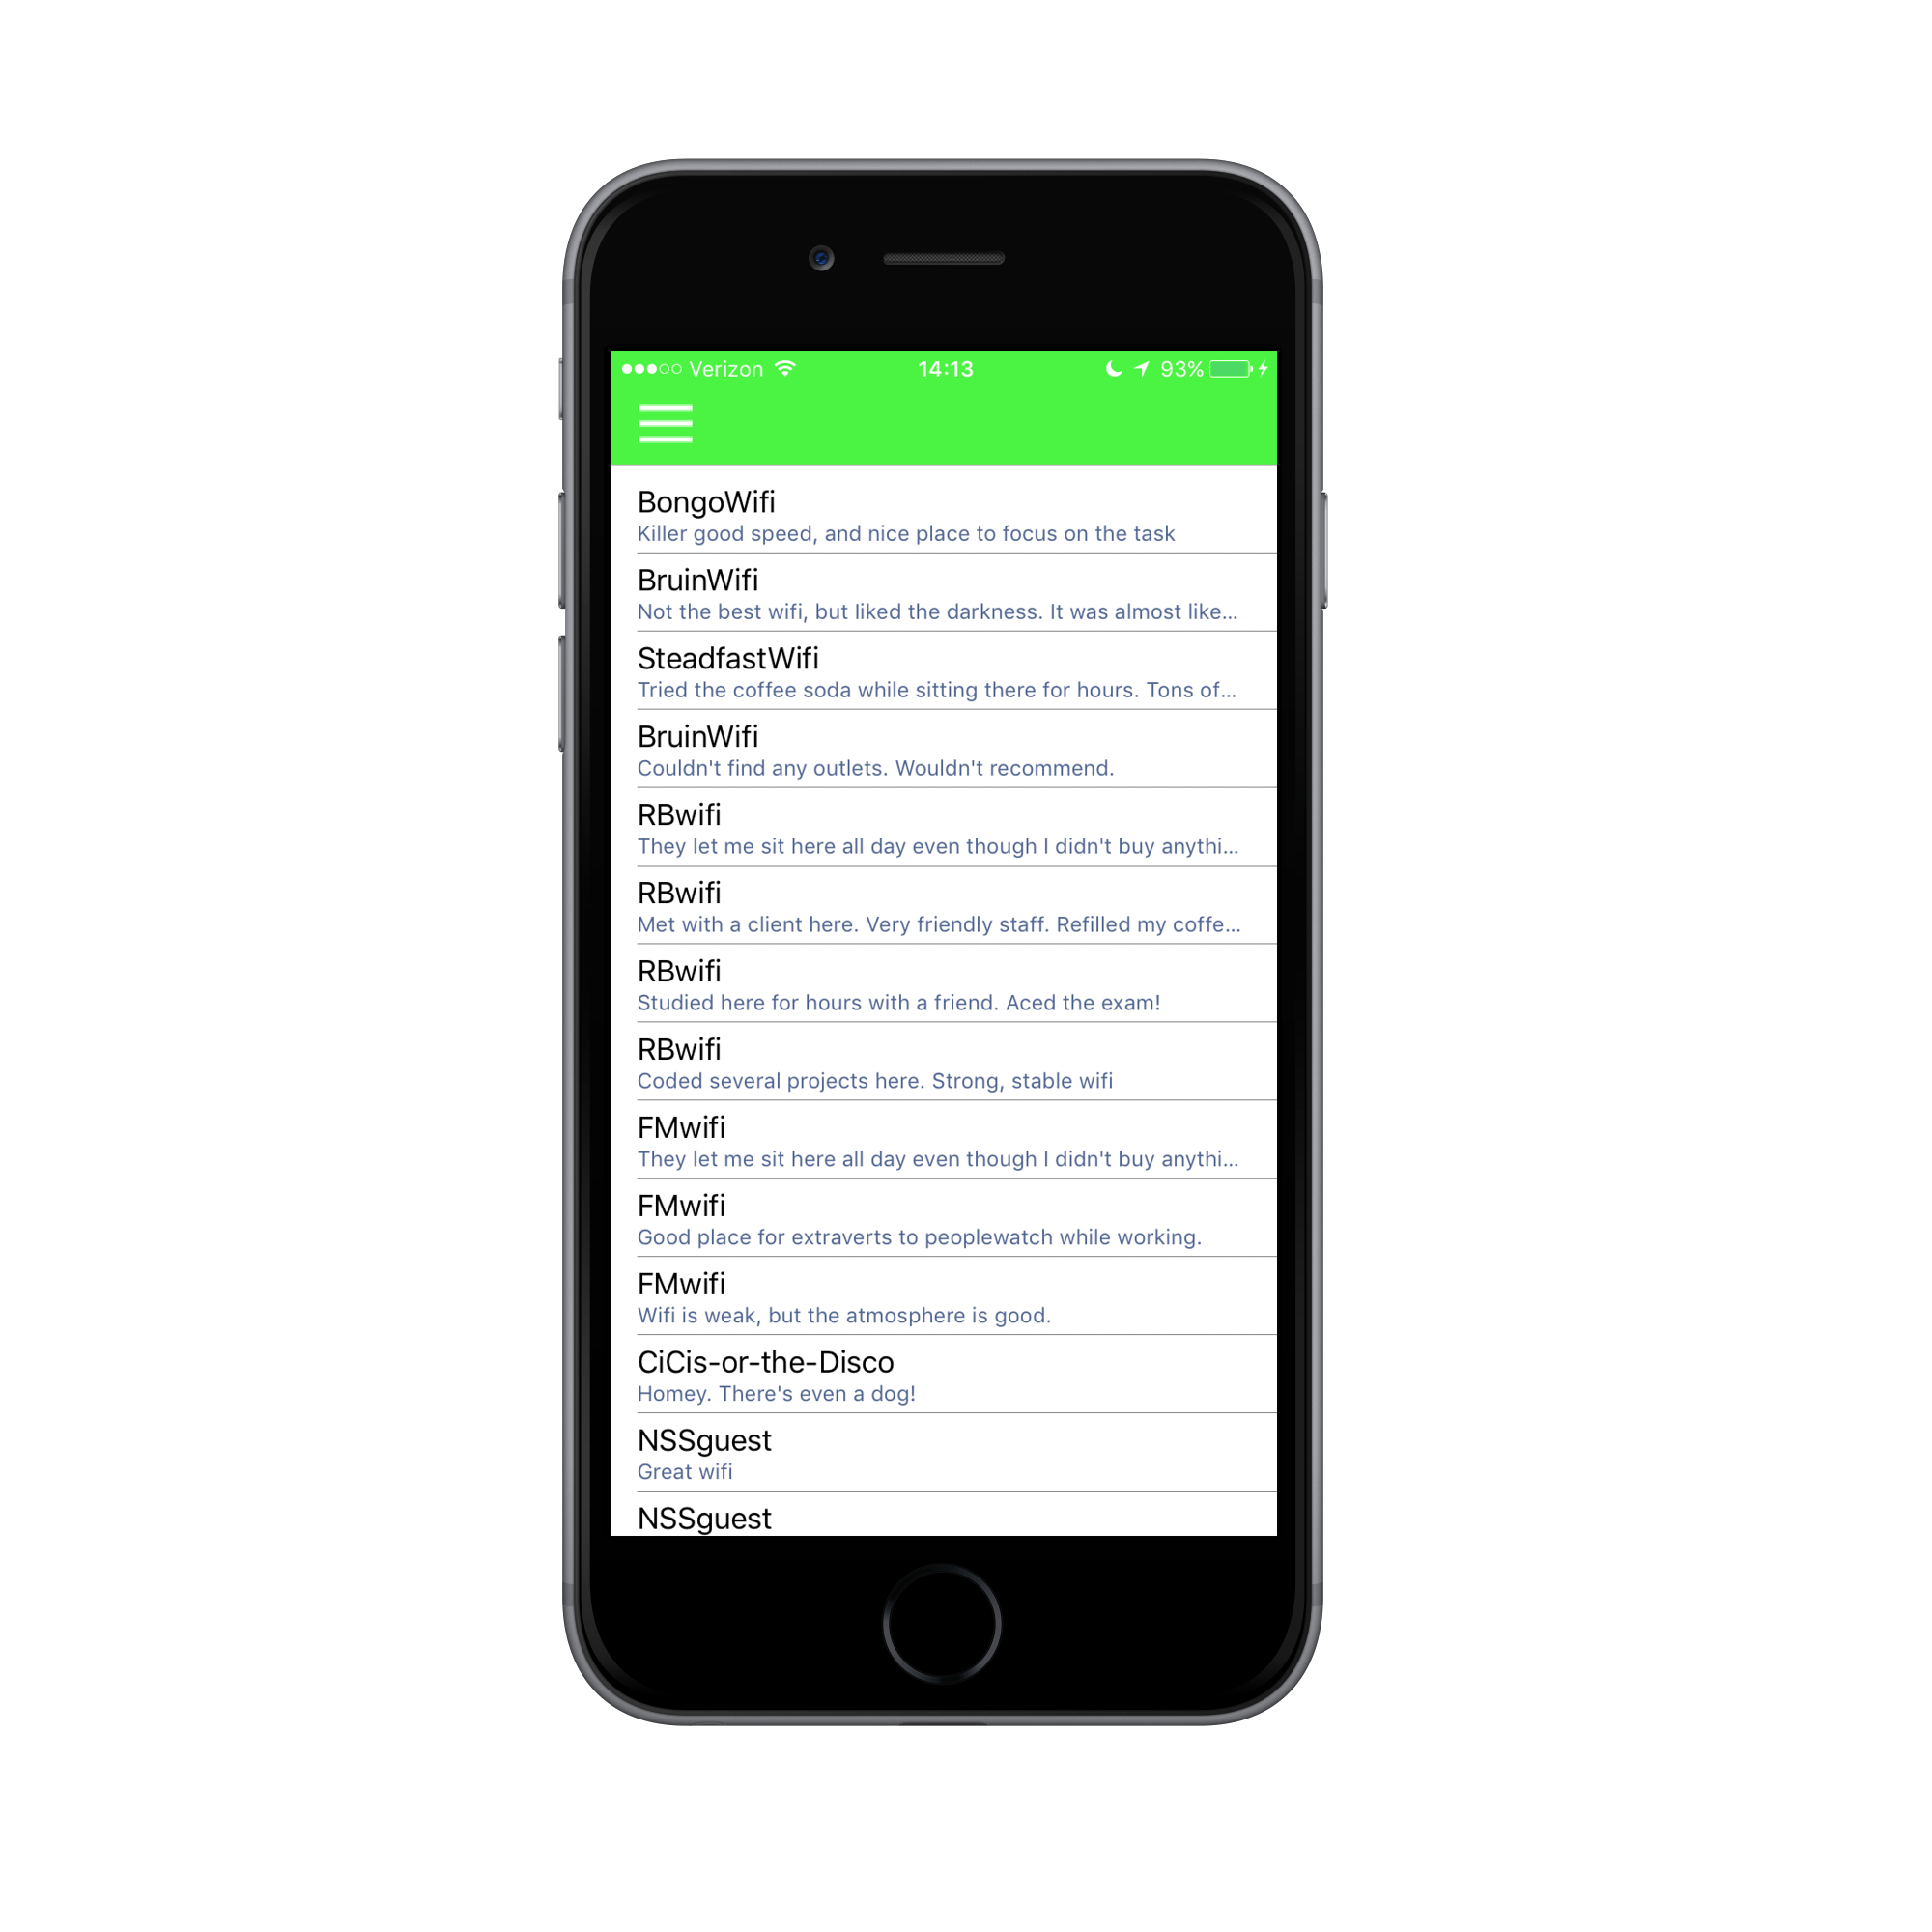 Verizon 14:13 93%
BongoWifi
Killer good speed, and nice place to focus on the task
BruinWifi
Not the best wifi, but liked the darkness. It was almost like...
SteadfastWifi
Tried the coffee soda while sitting there for hours. Tons of...
BruinWifi
Couldn't find any outlets. Wouldn't recommend.
RBwifi
They let me sit here all day even though I didn't buy anythi...
RBwifi
Met with a client here. Very friendly staff. Refilled my coffe...
RBwifi
Studied here for hours with a friend. Aced the exam!
RBwifi
Coded several projects here. Strong, stable wifi
FMwifi
They let me sit here all day even though I didn't buy anythi...
FMwifi
Good place for extraverts to peoplewatch while working.
FMwifi
Wifi is weak, but the atmosphere is good.
CiCis-or-the-Disco
Homey. There's even a dog!
NSSguest
Great wifi
NSSguest